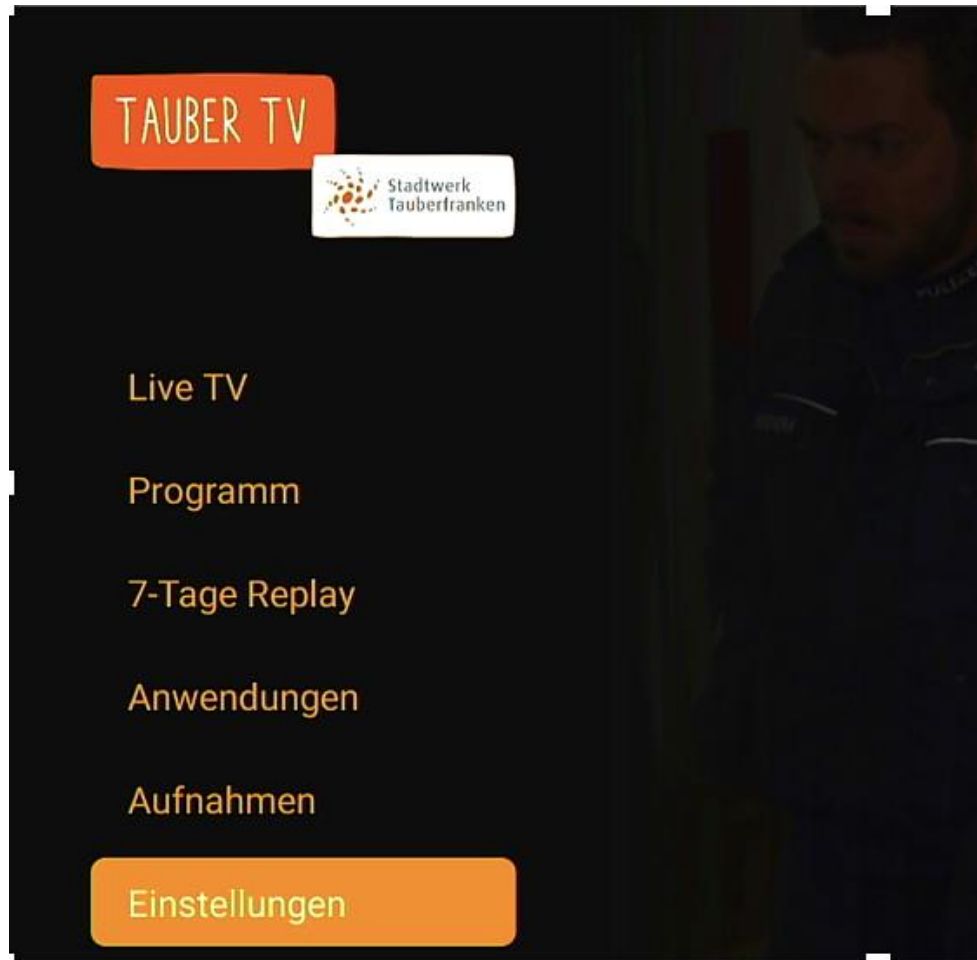 TAUBER TV
Stadtwerk
Tauberfranken
Live TV
Programm
7-Tage Replay
Anwendungen
Aufnahmen
Einstellungen